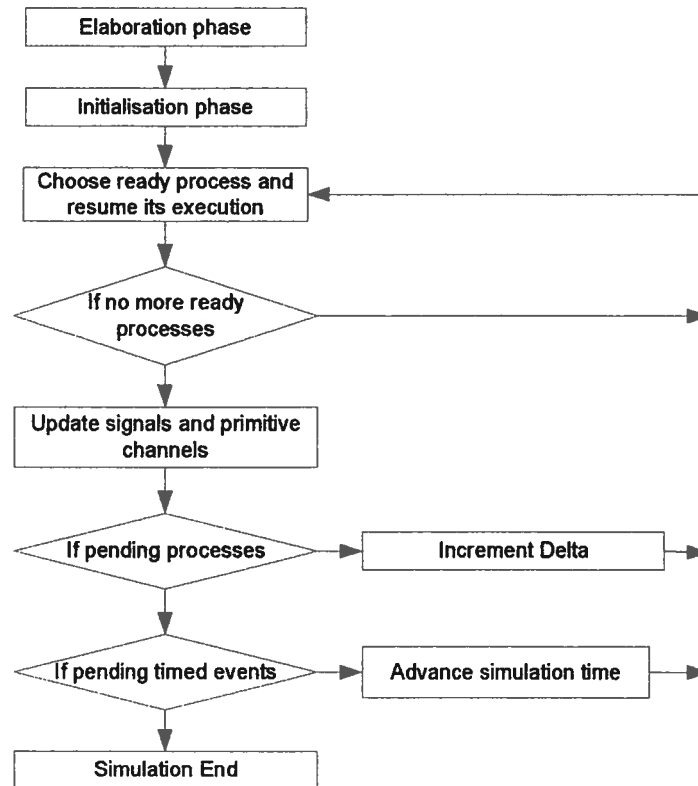 Elaboration phase
Initialisation phase
Choose ready process and
resume its execution
If no more ready
processes
Update signals and primitive
channels
If pending processes
Increment Delta
If pending timed events
Advance simulation time
Simulation End